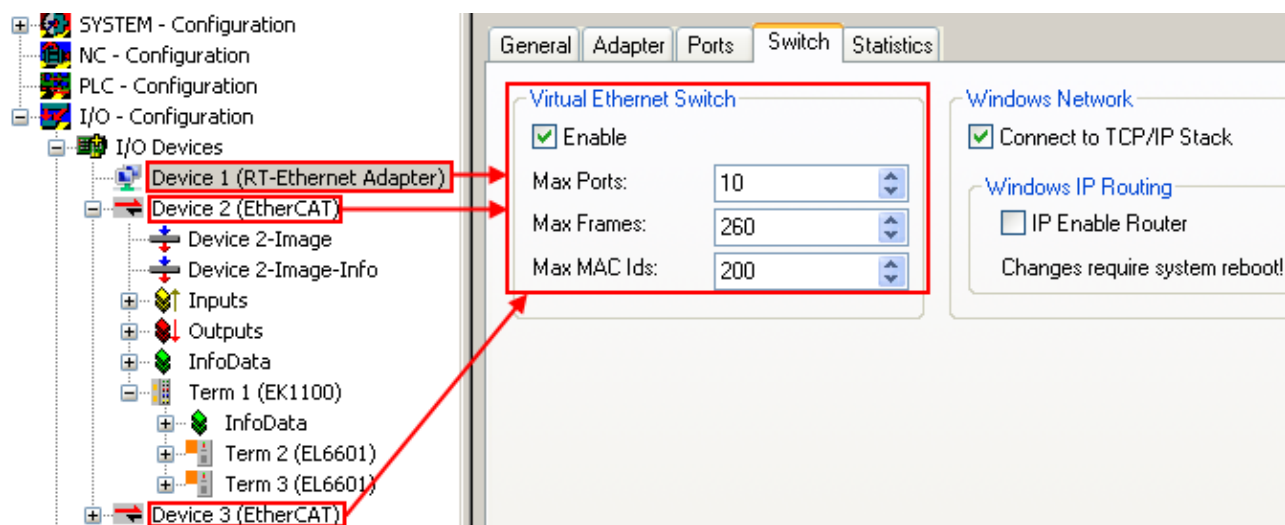 SYSTEM - Configuration
NC - Configuration
PLC - Configuration
I/O - Configuration
I/O Devices
Device 1 (RT-Ethernet Adapter)
Device 2 (EtherCAT)
Device 2-Image
Device 2-Image-Info
Inputs
Outputs
InfoData
Term 1 (EK1100)
InfoData
Term 2 (EL6601)
Term 3 (EL6601)
Device 3 (EtherCAT)
General Adapter Ports Switch Statistics
Virtual Ethernet Switch
Enable
Max Ports: 10
Max Frames: 260
Max MAC Ids: 200
Windows Network
Connect to TCP/IP Stack
Windows IP Routing
IP Enable Router
Changes require system reboot!